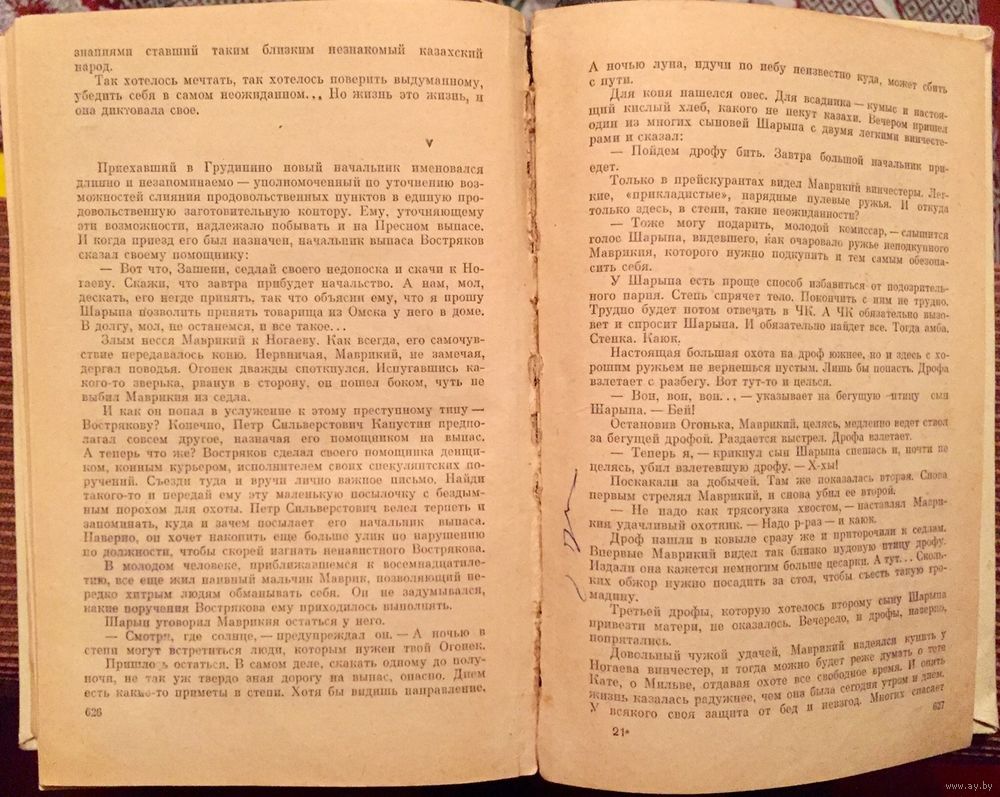 знаниями ставший таким близким незнакомый казахский
народ.
Так хотелось мечтать, так хотелось поверить выдуманному,
убедить себя в самом неожиданном... Но жизнь это жизнь, и
она диктовала свое.
V
Приехавший в Грудинино новый начальник именовался
длинно и незапоминаемо — уполномоченный по уточнению воз-
можностей слияния продовольственных пунктов в единую про-
довольственную заготовительную контору. Ему, уточняющему
эти возможности, надлежало побывать и на Пресном выпасе.
И когда приезд его был назначен, начальник выпаса Востряков
сказал своему помощнику:
— Вот что, Зашеин, седлай своего недоноска и скачи к Но-
гаеву. Скажи, что завтра прибудет начальство. А нам, мол,
дескать, его негде принять, так что объясни ему, что я прошу
Шарыпа позволить принять товарища из Омска у него в доме.
В долгу, мол, не останемся, и все такое...
Злым несся Маврикий к Ногаеву. Как всегда, его самочув-
ствие передавалось коню. Нервничая, Маврикий, не замечая,
дергал поводья. Огонек дважды споткнулся. Испугавшись ка-
кого-то зверька, рванув в сторону, он пошел боком, чуть не
выбил Маврикия из седла.
И как он попал в услужение к этому преступному типу —
Вострякову? Конечно, Петр Сильверстович Капустин предпо-
лагал совсем другое, назначая его помощником на выпас.
А теперь что же? Востряков сделал своего помощника денщи-
ком, конным курьером, исполнителем своих спекулянтских по-
ручений. Съезди туда и вручи лично важное письмо. Найди
такого-то и передай ему эту маленькую посылочку с бездым-
ным порохом для охоты. Петр Сильверстович велел терпеть и
запоминать, куда и зачем посылает его начальник выпаса.
Наверно, он хочет накопить еще больше улик по нарушению
по должности, чтобы скорей изгнать ненавистного Вострякова.
В молодом человеке, приближавшемся к восемнадцатиле-
тию, все еще жил наивный мальчик Маврик, позволяющий не-
редко хитрым людям обманывать себя. Он не задумывался,
какие поручения Вострякова ему приходилось выполнять.
Шарып уговорил Маврикия остаться у него.
— Смотри, где солнце, — предупреждал он. — А ночью в
степи могут встретиться люди, которым нужен твой Огонек.
Пришлось остаться. В самом деле, скакать одному до полу-
ночи, не так уж твердо зная дорогу на выпас, опасно. Днем
есть какие-то приметы в степи. Хотя бы видишь направление.
626
А ночью луна, идучи по небу неизвестно куда, может сбить
с пути.
Для коня нашелся овес. Для всадника — кумыс и настоя-
щий кислый хлеб, какого не пекут казахи. Вечером пришел
один из многих сыновей Шарыпа с двумя легкими винчесте-
рами и сказал:
— Пойдем дрофу бить. Завтра большой начальник при-
едет.
Только в прейскурантах видел Маврикий винчестеры. Лег-
кие, «прикладистые», нарядные пулевые ружья. И откуда
только здесь, в степи, такие неожиданности?
— Тоже могу подарить, молодой комиссар, — слышится
голос Шарыпа, видевшего, как очаровало ружье неподкупного
Маврикия, которого нужно подкупить и тем самым обезопа-
сить себя.
У Шарыпа есть проще способ избавиться от подозритель-
ного парня. Степь спрячет тело. Покончить с ним не трудно.
Трудно будет потом отвечать в ЧК. А ЧК обязательно вызо-
вет и спросит Шарыпа. И обязательно найдет все. Тогда амба.
Стенка. Каюк.
Настоящая большая охота на дроф южнее, но и здесь с хо-
рошим ружьем не вернешься пустым. Лишь бы попасть. Дрофа
взлетает с разбегу. Вот тут-то и целься.
— Вон, вон, вон... — указывает на бегущую птицу сын
Шарыпа. — Бей!
Остановив Огонька, Маврикий, целясь, медленно ведет ствол
за бегущей дрофой. Раздается выстрел. Дрофа взлетает.
— Теперь я, — крикнул сын Шарыпа спешась и, почти не
целясь, убил взлетевшую дрофу. — Х-хы!
Поскакали за добычей. Там же показалась вторая. Снова
первым стрелял Маврикий, и снова убил ее второй.
— Не надо как трясогузка хвостом, — наставлял Маври-
кия удачливый охотник. — Надо р-раз — и каюк.
Дроф нашли в ковыле сразу же и приторочили к седлам.
Впервые Маврикий видел так близко пудовую птицу дрофу.
Издали она кажется немногим больше цесарки. А тут... Сколь-
ких обжор нужно посадить за стол, чтобы съесть такую гро-
мадину.
Третьей дрофы, которую хотелось второму сыну Шарыпа
привезти матери, не оказалось. Вечерело, и дрофы, наверно,
попрятались.
Довольный чужой удачей, Маврикий надеялся купить у
Ногаева винчестер, и тогда можно будет реже думать о тете
Кате, о Мильве, отдавая охоте все свободное время. И опять
жизнь казалась радужнее, чем она была сегодня утром и днем.
У всякого своя защита от бед и невзгод. Многих спасает
627
21*
www.ay.by